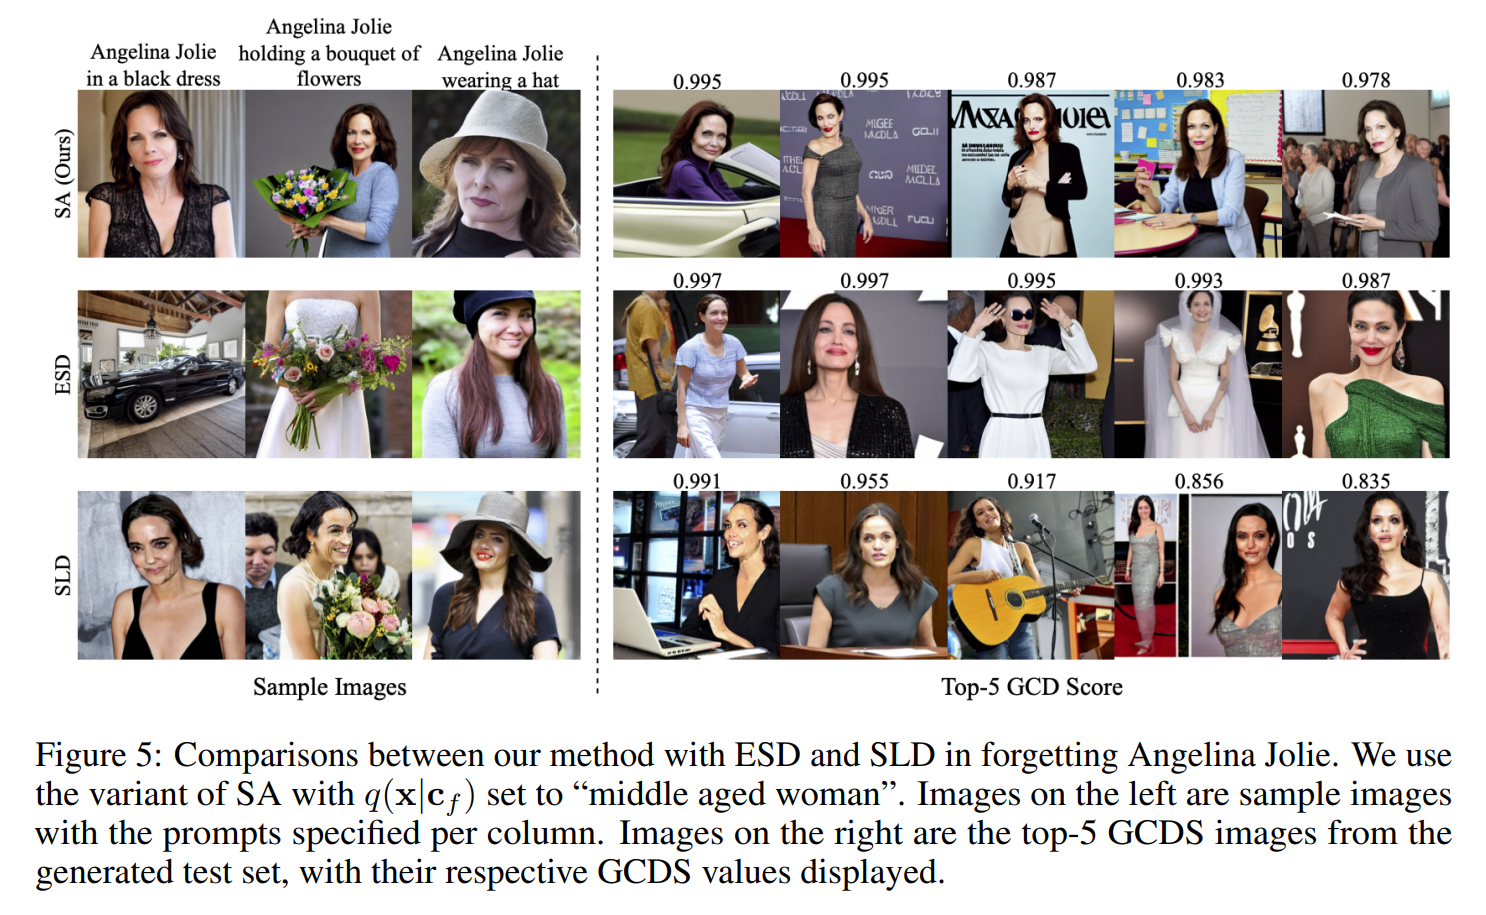 Angelina Jolie
in a black dress
Angelina Jolie
holding a bouquet of
flowers
Angelina Jolie
wearing a hat
0.995
0.995
0.987
0.983
0.978
SA (Ours)
MIGEE
0.997
0.997
0.995
0.993
0.987
ESD
0.991
0.955
0.917
0.856
0.835
SLD
Sample Images
Top-5 GCD Score
Figure 5: Comparisons between our method with ESD and SLD in forgetting Angelina Jolie. We use
the variant of SA with q(x|c_f) set to “middle aged woman”. Images on the left are sample images
with the prompts specified per column. Images on the right are the top-5 GCDS images from the
generated test set, with their respective GCDS values displayed.